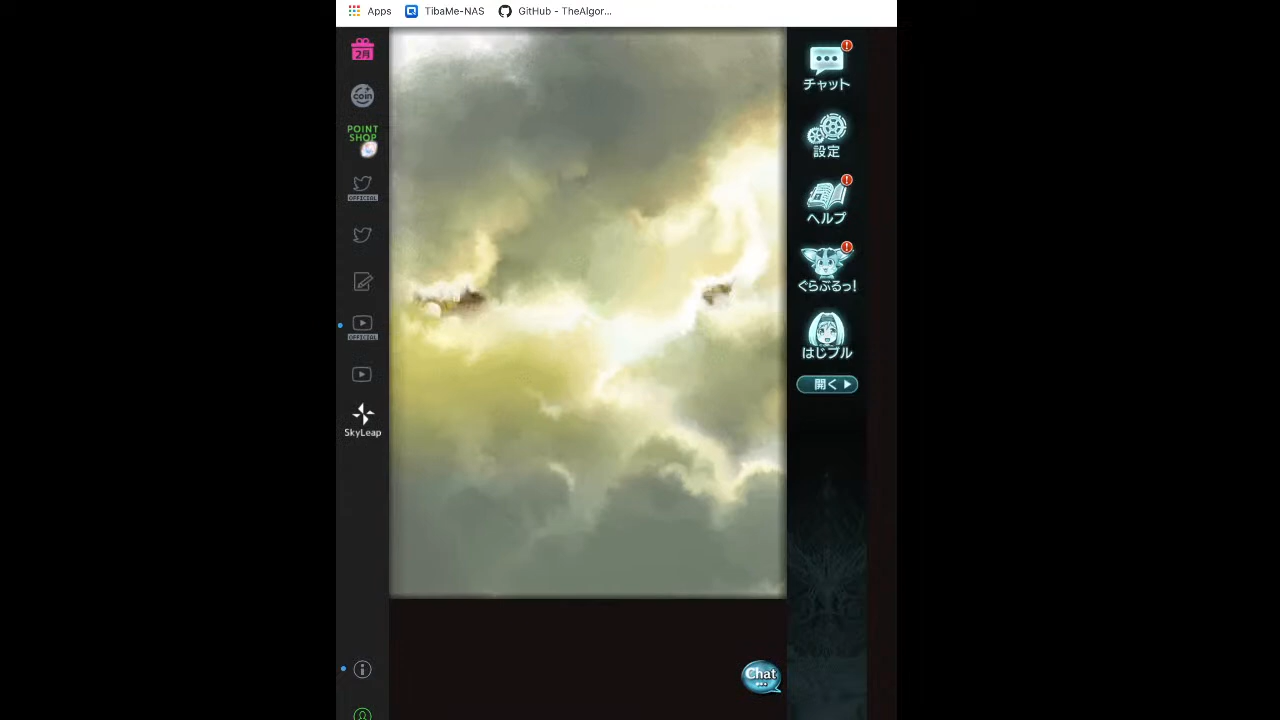 Apps
TibaMe-NAS
GitHub - TheAlgor...
2月
coin
POINT
SHOP
OFFICIAL
OFFICIAL
SkyLeap
チャット
設定
ヘルプ
ぐらぶるっ!
はじブル
開く
Chat